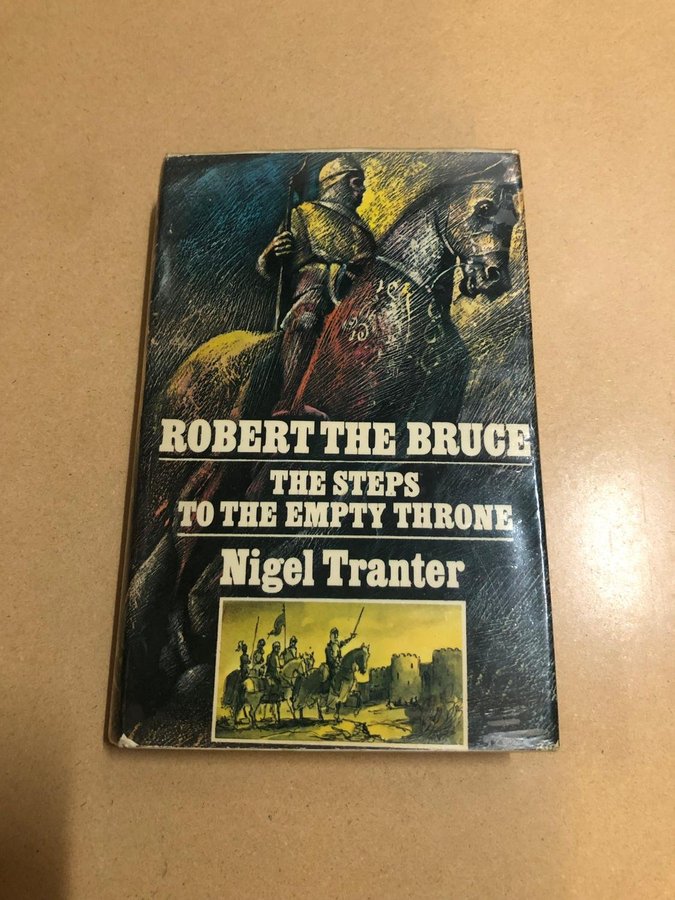 ROBERT THE BRUCE
THE STEPS
TO THE EMPTY THRONE
Nigel Tranter